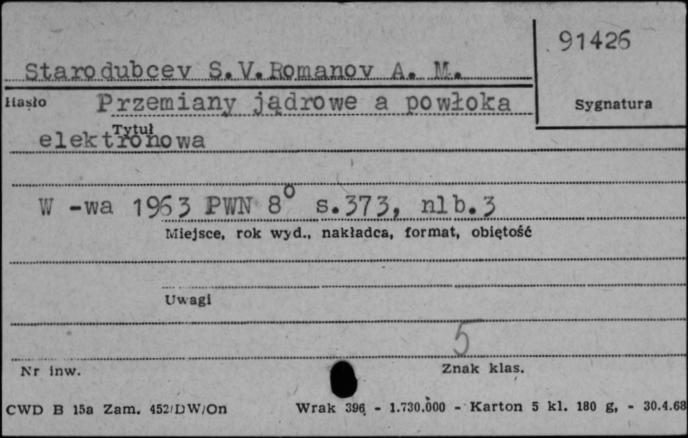 91426
Starodubcev S.V.Romanov A. M.
Hasło Przemiany jądrowe a powłoka Sygnatura
Tytuł
elektronowa
W -wa 1963 PWN 8° s.373, nlb.3
Miejsce, rok wyd., nakładca, format, obiętość
Uwagi
5
Nr inw. Znak klas.
CWD B 15a Zam. 452/DW/On Wrak 396 - 1.730.000 - Karton 5 kl. 180 g, - 30.4.68